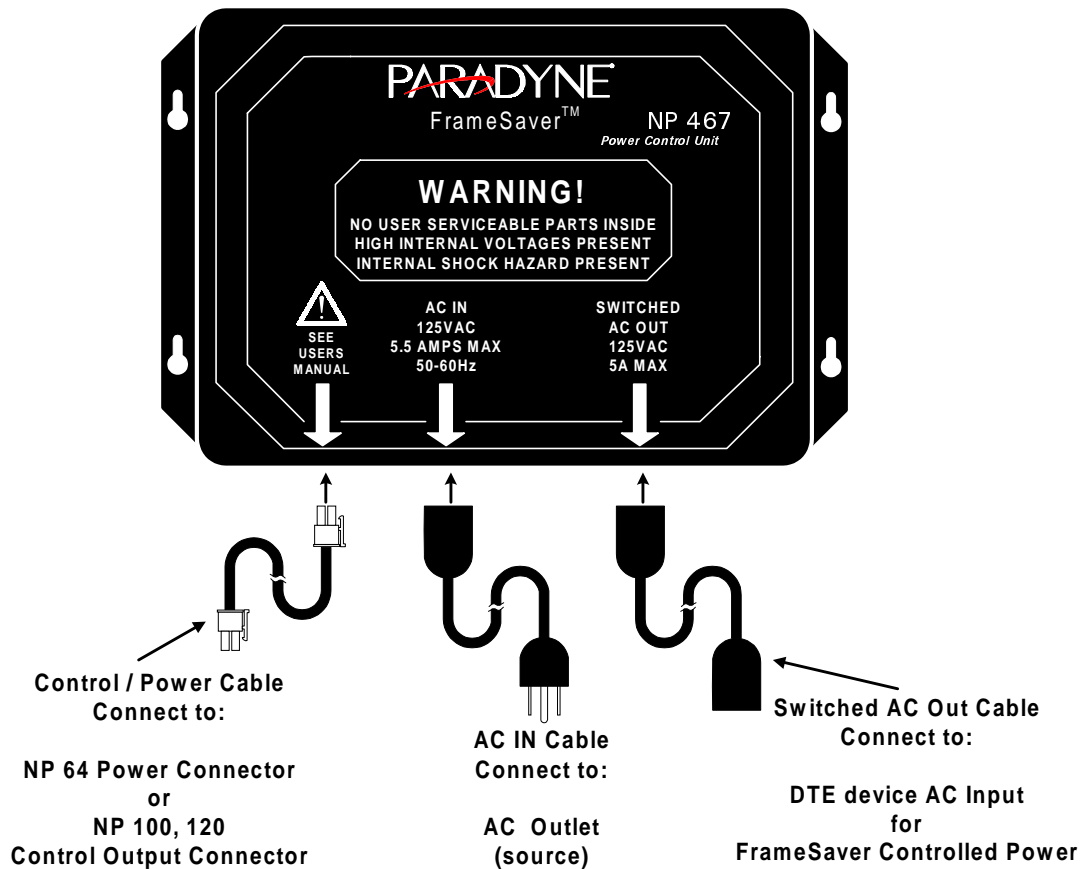 PARADYNE
FrameSaver™
NP 467
Power Control Unit
WARNING!
NO USER SERVICEABLE PARTS INSIDE
HIGH INTERNAL VOLTAGES PRESENT
INTERNAL SHOCK HAZARD PRESENT
!
SEE
USERS
MANUAL
AC IN
125VAC
5.5 AMPS MAX
50-60Hz
SWITCHED
AC OUT
125VAC
5A MAX
Control / Power Cable
Connect to:
NP 64 Power Connector
or
NP 100, 120
Control Output Connector
AC IN Cable
Connect to:
AC Outlet
(source)
Switched AC Out Cable
Connect to:
DTE device AC Input
for
FrameSaver Controlled Power